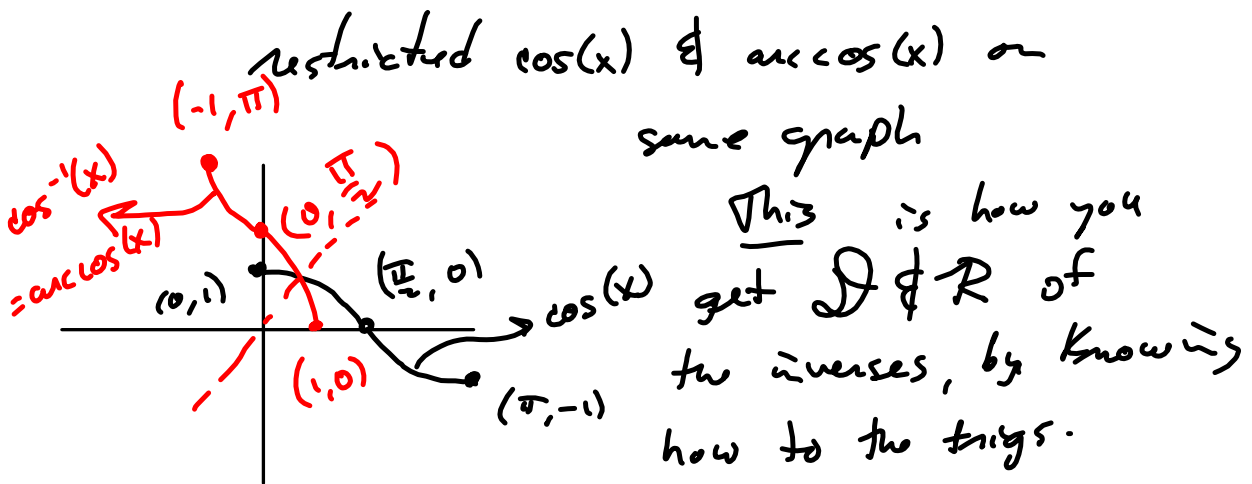 restricted cos(x) & arccos(x) on
same graph
(-1, π)
cos⁻¹(x)
= arccos(x)
(0, π/2)
This is how you
(0, 1)
(π/2, 0)
cos(x)
get D & R of
the inverses, by knowing
(1, 0)
(π, -1)
how to the trigs.